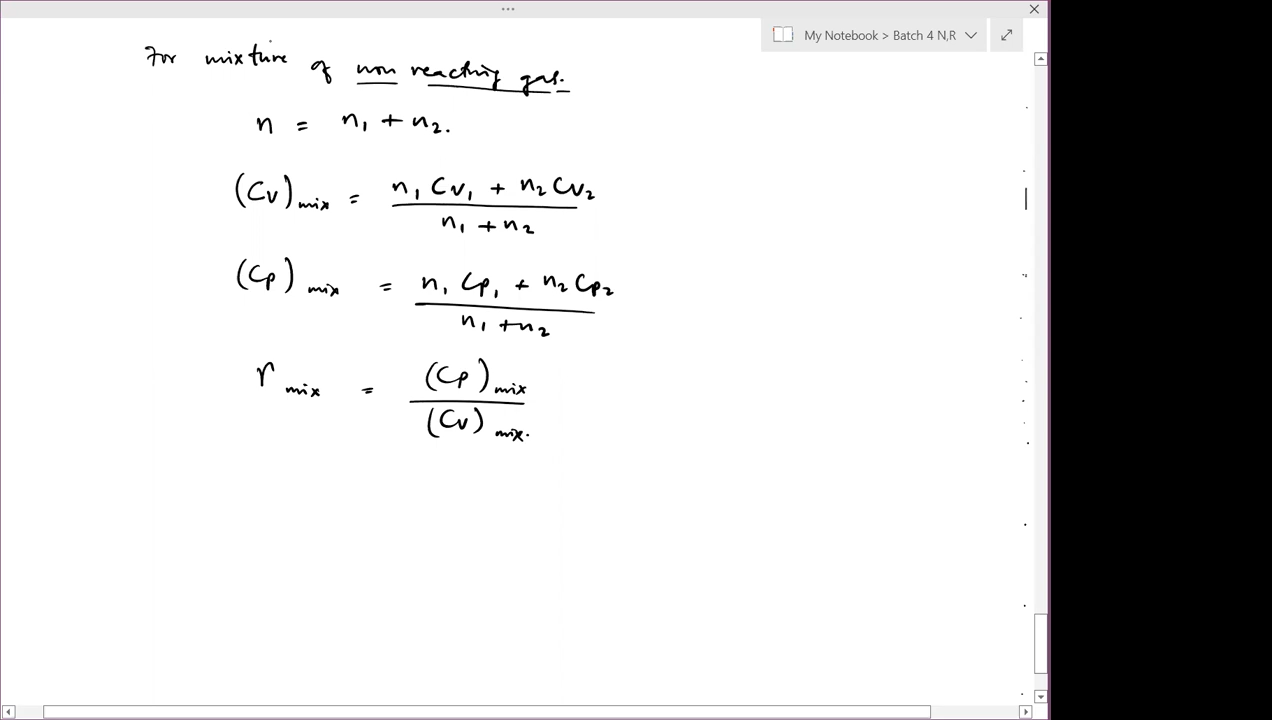 My Notebook > Batch 4 N,R
For mixture of non reacting gas.
n = n₁ + n₂.
(Cv)mix = n₁ Cv₁ + n₂ Cv₂
n₁ + n₂
(Cp) mix = n₁ Cp₁ + n₂ Cp₂
n₁ + n₂
γ mix = (Cp)mix
(Cv) mix.